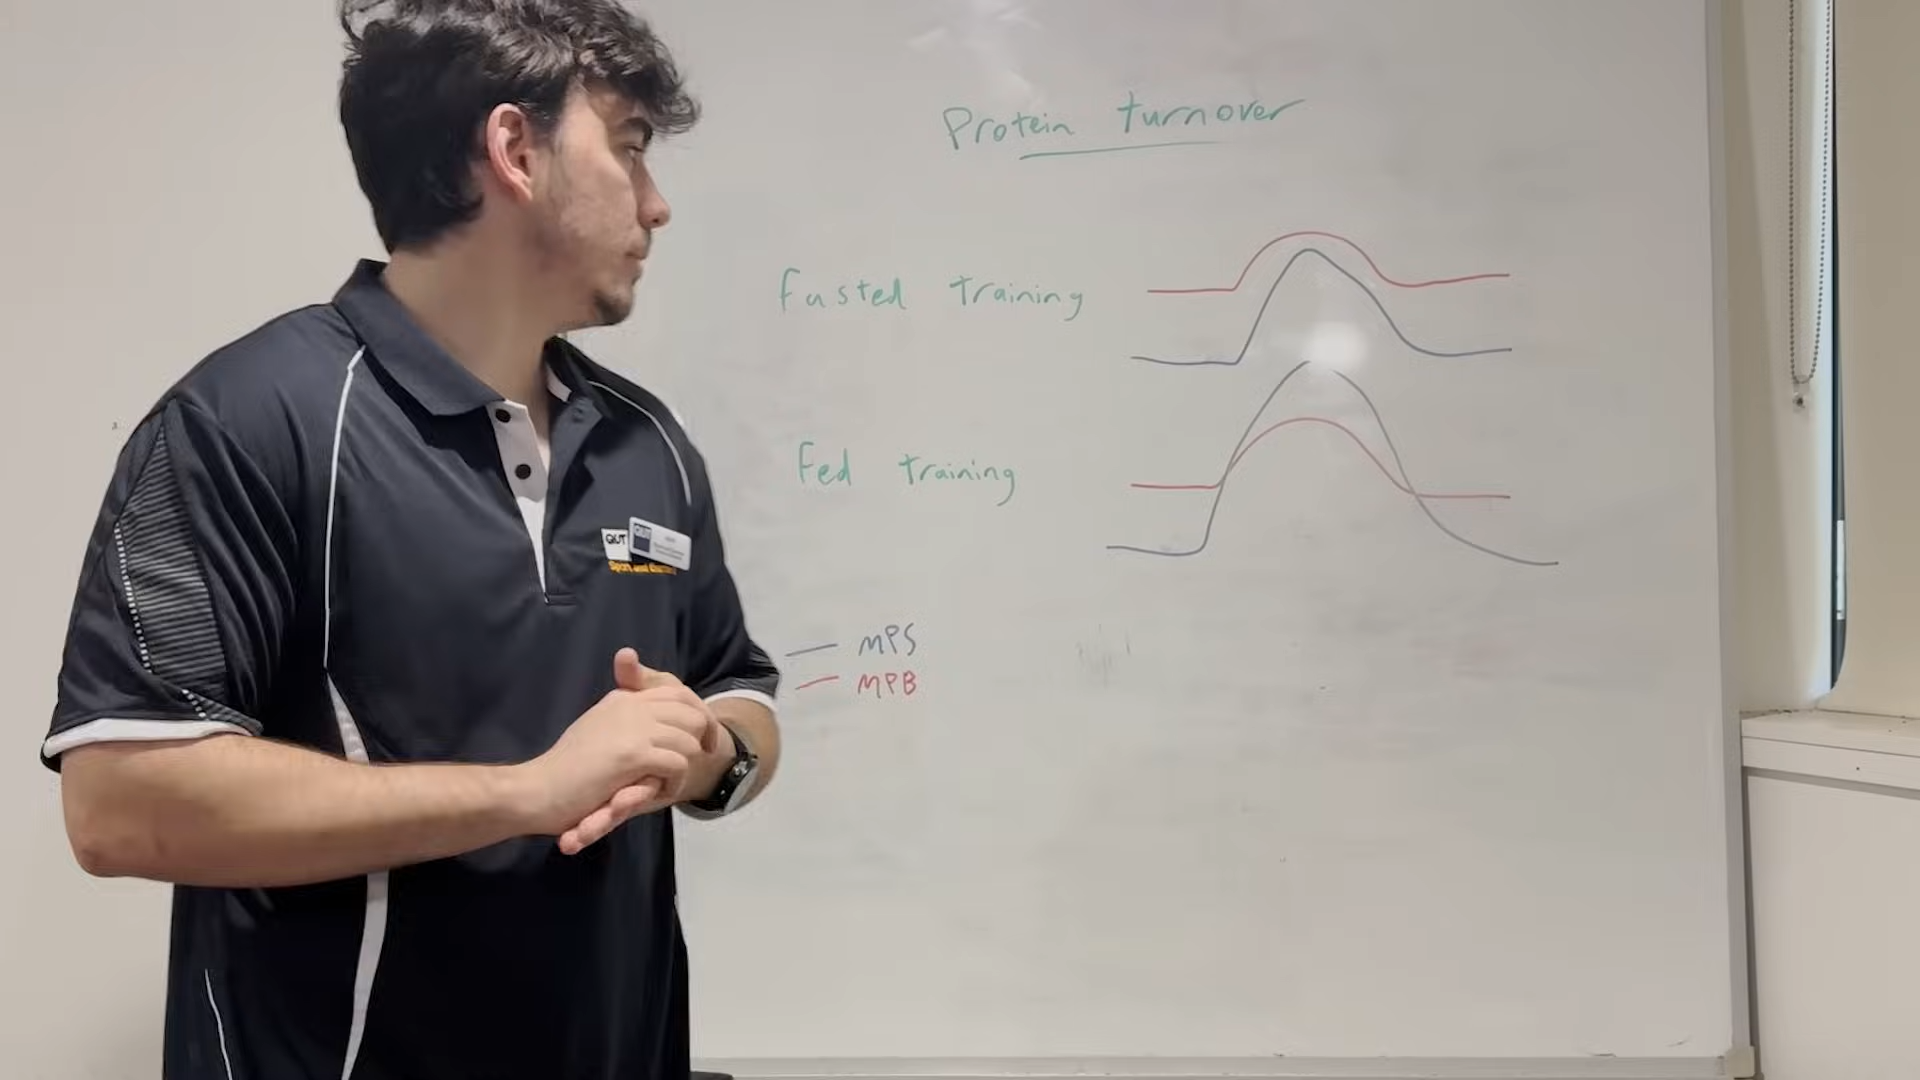 Protein turnover
Fasted training
Fed training
MPS
MPB
QUT